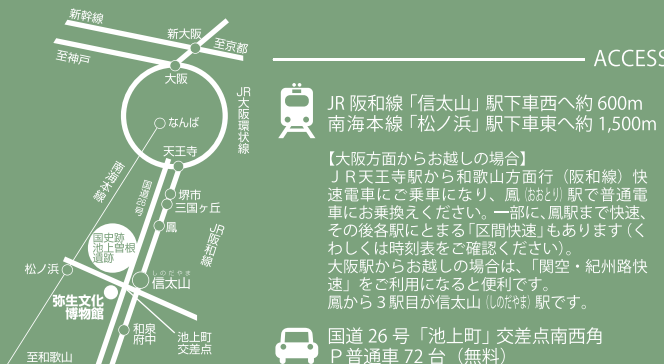 新幹線
新大阪
至京都
至神戸
大阪
JR大阪環状線
なんば
天王寺
南海本線
国道26号
堺市
三国ヶ丘
鳳
JR阪和線
国史跡
池上曽根
遺跡
しのだやま
松ノ浜
信太山
弥生文化
博物館
和泉
府中
池上町
交差点
至和歌山
ACCESS
JR 阪和線「信太山」駅下車西へ約 600m
南海本線「松ノ浜」駅下車東へ約 1,500m
【大阪方面からお越しの場合】
ＪＲ天王寺駅から和歌山方面行（阪和線）快
速電車にご乗車になり、鳳（おおとり）駅で普通電
車にお乗換えください。一部に、鳳駅まで快速、
その後各駅にとまる「区間快速」もあります（く
わしくは時刻表をご確認ください）。
大阪駅からお越しの場合は、「関空・紀州路快
速」をご利用になると便利です。
鳳から３駅目が信太山（しのだやま）駅です。
国道 26 号「池上町」交差点南西角
Ｐ普通車 72 台（無料）